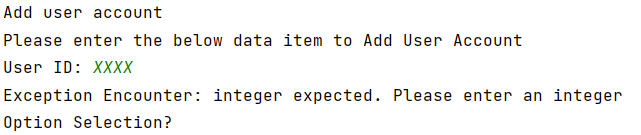 Add user account
Please enter the below data item to Add User Account
User ID: XXXX
Exception Encounter: integer expected. Please enter an integer
Option Selection?